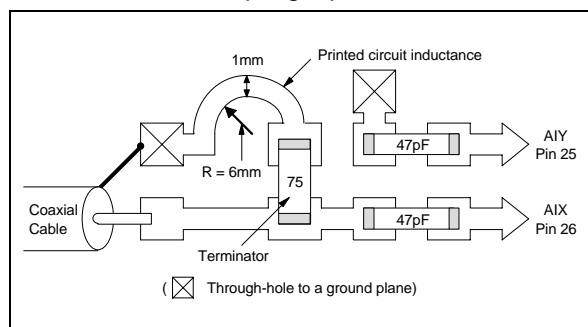 Printed circuit inductance
1mm
R = 6mm
47pF
AIY
Pin 25
75
Coaxial
Cable
47pF
AIX
Pin 26
Terminator
( Through-hole to a ground plane)